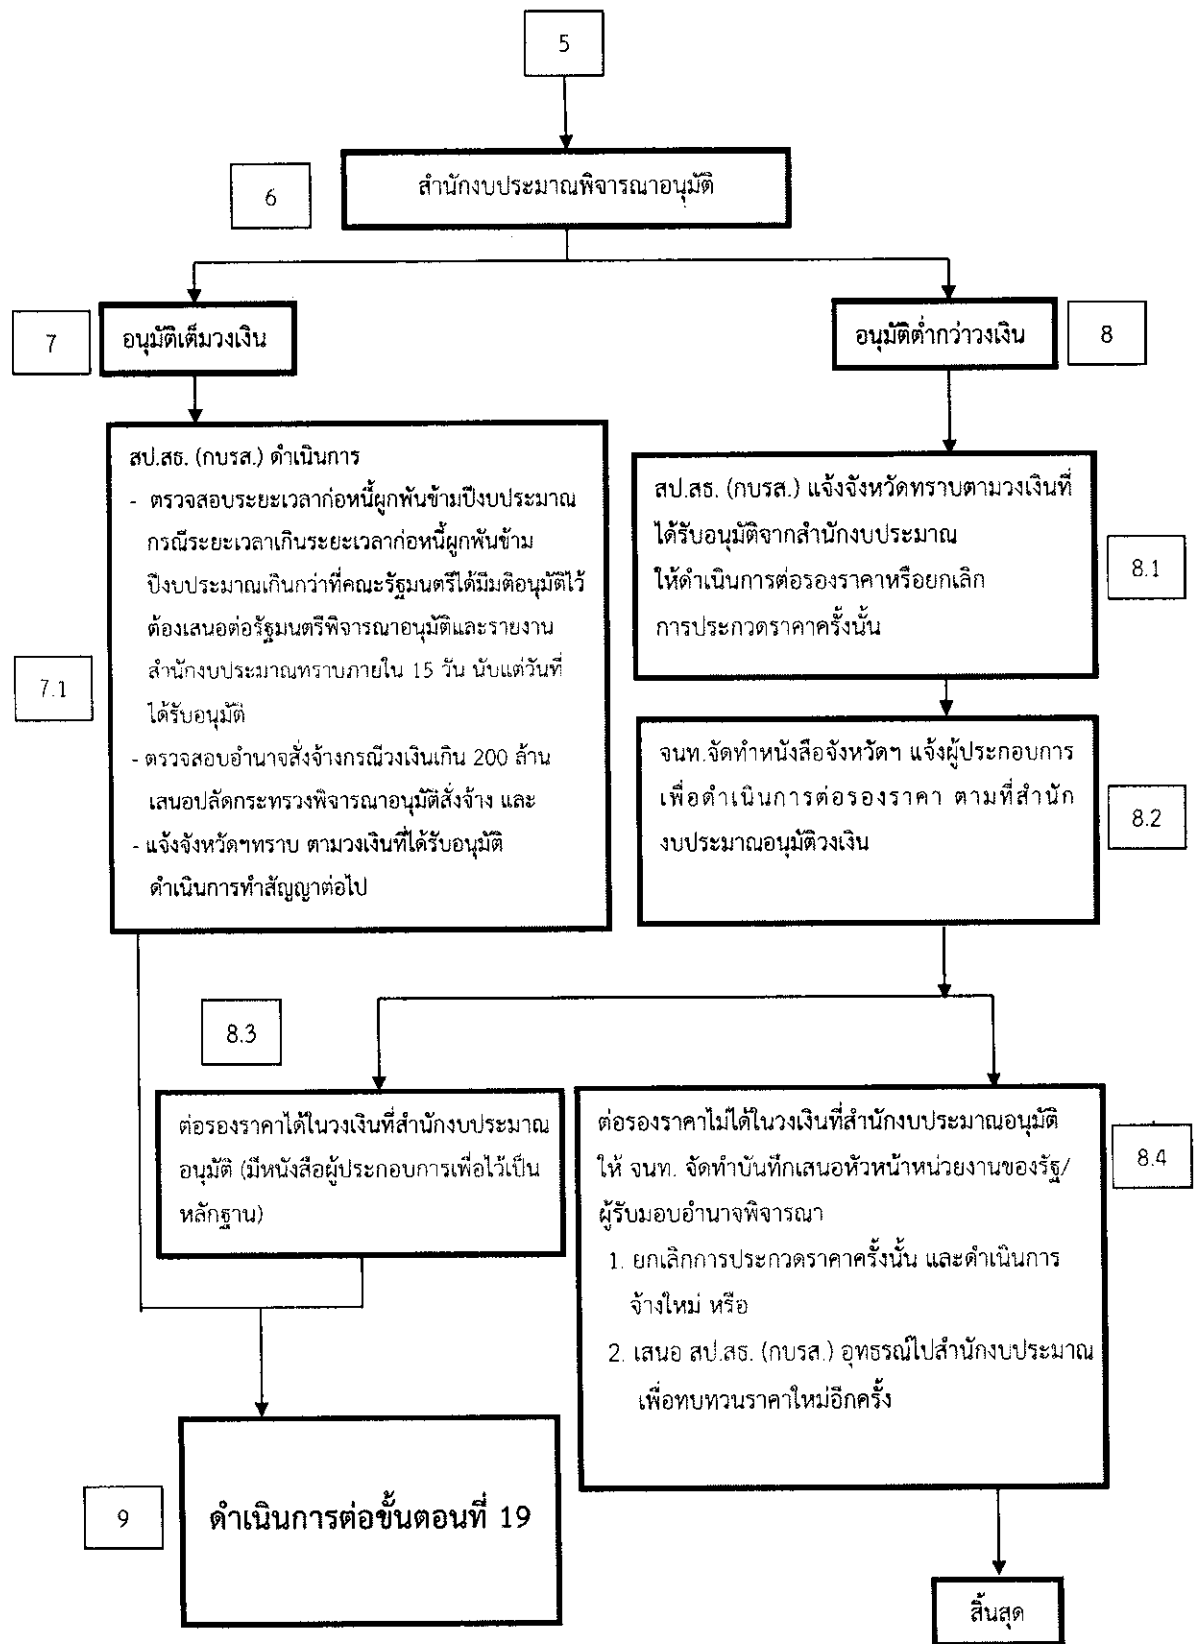 5
6
สำนักงบประมาณพิจารณาอนุมัติ
7
อนุมัติเต็มวงเงิน
อนุมัติต่ำกว่าวงเงิน
8
7.1
สป.สธ. (กบรส.) ดำเนินการ
- ตรวจสอบระยะเวลาก่อหนี้ผูกพันข้ามปีงบประมาณ
กรณีระยะเวลาเกินระยะเวลาก่อหนี้ผูกพันข้าม
ปีงบประมาณเกินกว่าที่คณะรัฐมนตรีได้มีมติอนุมัติไว้
ต้องเสนอต่อรัฐมนตรีพิจารณาอนุมัติและรายงาน
สำนักงบประมาณทราบภายใน 15 วัน นับแต่วันที่
ได้รับอนุมัติ
- ตรวจสอบอำนาจสั่งจ้างกรณีวงเงินเกิน 200 ล้าน
เสนอปลัดกระทรวงพิจารณาอนุมัติสั่งจ้าง และ
- แจ้งจังหวัดฯทราบ ตามวงเงินที่ได้รับอนุมัติ
ดำเนินการทำสัญญาต่อไป
สป.สธ. (กบรส.) แจ้งจังหวัดทราบตามวงเงินที่
ได้รับอนุมัติจากสำนักงบประมาณ
ให้ดำเนินการต่อรองราคาหรือยกเลิก
การประกวดราคาครั้งนั้น
8.1
จนท.จัดทำหนังสือจังหวัดฯ แจ้งผู้ประกอบการ
เพื่อดำเนินการต่อรองราคา ตามที่สำนัก
งบประมาณอนุมัติวงเงิน
8.2
8.3
ต่อรองราคาได้ในวงเงินที่สำนักงบประมาณ
อนุมัติ (มีหนังสือผู้ประกอบการเพื่อไว้เป็น
หลักฐาน)
ต่อรองราคาไม่ได้ในวงเงินที่สำนักงบประมาณอนุมัติ
ให้ จนท. จัดทำบันทึกเสนอหัวหน้าหน่วยงานของรัฐ/
ผู้รับมอบอำนาจพิจารณา
1. ยกเลิกการประกวดราคาครั้งนั้น และดำเนินการ
จ้างใหม่ หรือ
2. เสนอ สป.สธ. (กบรส.) อุทธรณ์ไปสำนักงบประมาณ
เพื่อทบทวนราคาใหม่อีกครั้ง
8.4
9
ดำเนินการต่อขั้นตอนที่ 19
สิ้นสุด